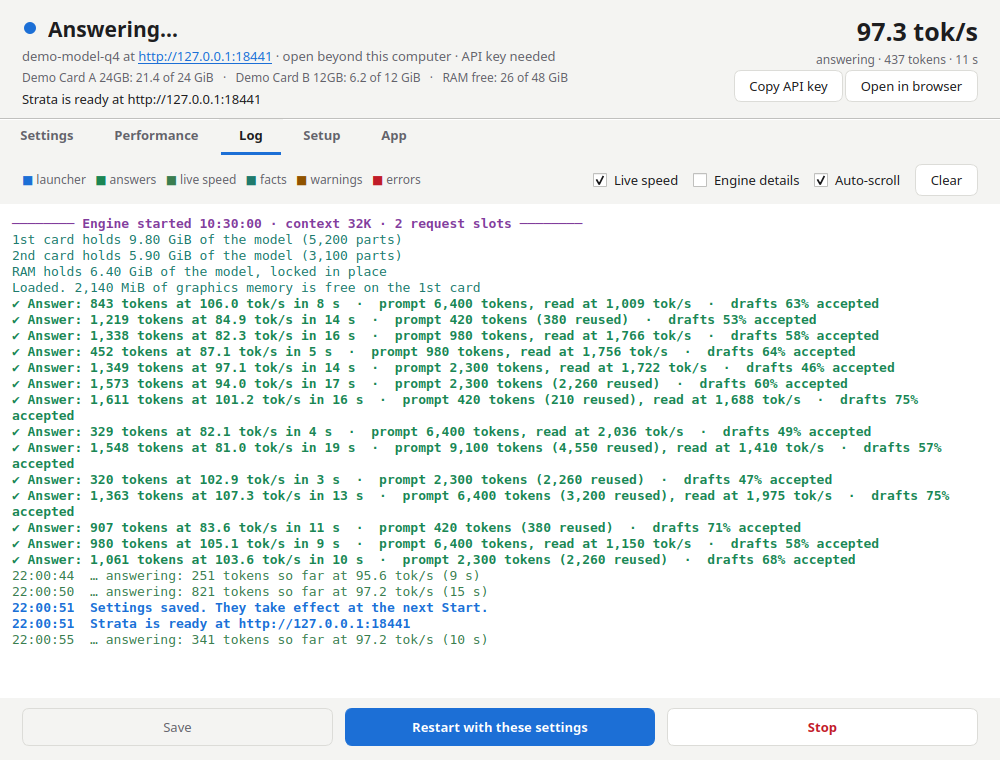 Answering...
97.3 tok/s
demo-model-q4 at http://127.0.0.1:18441 · open beyond this computer · API key needed
answering · 437 tokens · 11 s
Demo Card A 24GB: 21.4 of 24 GiB · Demo Card B 12GB: 6.2 of 12 GiB · RAM free: 26 of 48 GiB
Copy API key
Open in browser
Strata is ready at http://127.0.0.1:18441
Settings Performance Log Setup App
launcher answers live speed facts warnings errors
Live speed Engine details Auto-scroll Clear
──────── Engine started 10:30:00 · context 32K · 2 request slots ────────
1st card holds 9.80 GiB of the model (5,200 parts)
2nd card holds 5.90 GiB of the model (3,100 parts)
RAM holds 6.40 GiB of the model, locked in place
Loaded. 2,140 MiB of graphics memory is free on the 1st card
✔ Answer: 843 tokens at 106.0 tok/s in 8 s · prompt 6,400 tokens, read at 1,009 tok/s · drafts 63% accepted
✔ Answer: 1,219 tokens at 84.9 tok/s in 14 s · prompt 420 tokens (380 reused) · drafts 53% accepted
✔ Answer: 1,338 tokens at 82.3 tok/s in 16 s · prompt 980 tokens, read at 1,766 tok/s · drafts 58% accepted
✔ Answer: 452 tokens at 87.1 tok/s in 5 s · prompt 980 tokens, read at 1,756 tok/s · drafts 64% accepted
✔ Answer: 1,349 tokens at 97.1 tok/s in 14 s · prompt 2,300 tokens, read at 1,722 tok/s · drafts 46% accepted
✔ Answer: 1,573 tokens at 94.0 tok/s in 17 s · prompt 2,300 tokens (2,260 reused) · drafts 60% accepted
✔ Answer: 1,611 tokens at 101.2 tok/s in 16 s · prompt 420 tokens (210 reused), read at 1,688 tok/s · drafts 75%
accepted
✔ Answer: 329 tokens at 82.1 tok/s in 4 s · prompt 6,400 tokens, read at 2,036 tok/s · drafts 49% accepted
✔ Answer: 1,548 tokens at 81.0 tok/s in 19 s · prompt 9,100 tokens (4,550 reused), read at 1,410 tok/s · drafts 57%
accepted
✔ Answer: 320 tokens at 102.9 tok/s in 3 s · prompt 2,300 tokens (2,260 reused) · drafts 47% accepted
✔ Answer: 1,363 tokens at 107.3 tok/s in 13 s · prompt 6,400 tokens (3,200 reused), read at 1,975 tok/s · drafts 75%
accepted
✔ Answer: 907 tokens at 83.6 tok/s in 11 s · prompt 420 tokens (380 reused) · drafts 71% accepted
✔ Answer: 980 tokens at 105.1 tok/s in 9 s · prompt 6,400 tokens, read at 1,150 tok/s · drafts 58% accepted
✔ Answer: 1,061 tokens at 103.6 tok/s in 10 s · prompt 2,300 tokens (2,260 reused) · drafts 68% accepted
22:00:44 … answering: 251 tokens so far at 95.6 tok/s (9 s)
22:00:50 … answering: 821 tokens so far at 97.2 tok/s (15 s)
22:00:51 Settings saved. They take effect at the next Start.
22:00:51 Strata is ready at http://127.0.0.1:18441
22:00:55 … answering: 341 tokens so far at 97.2 tok/s (10 s)
Save
Restart with these settings
Stop